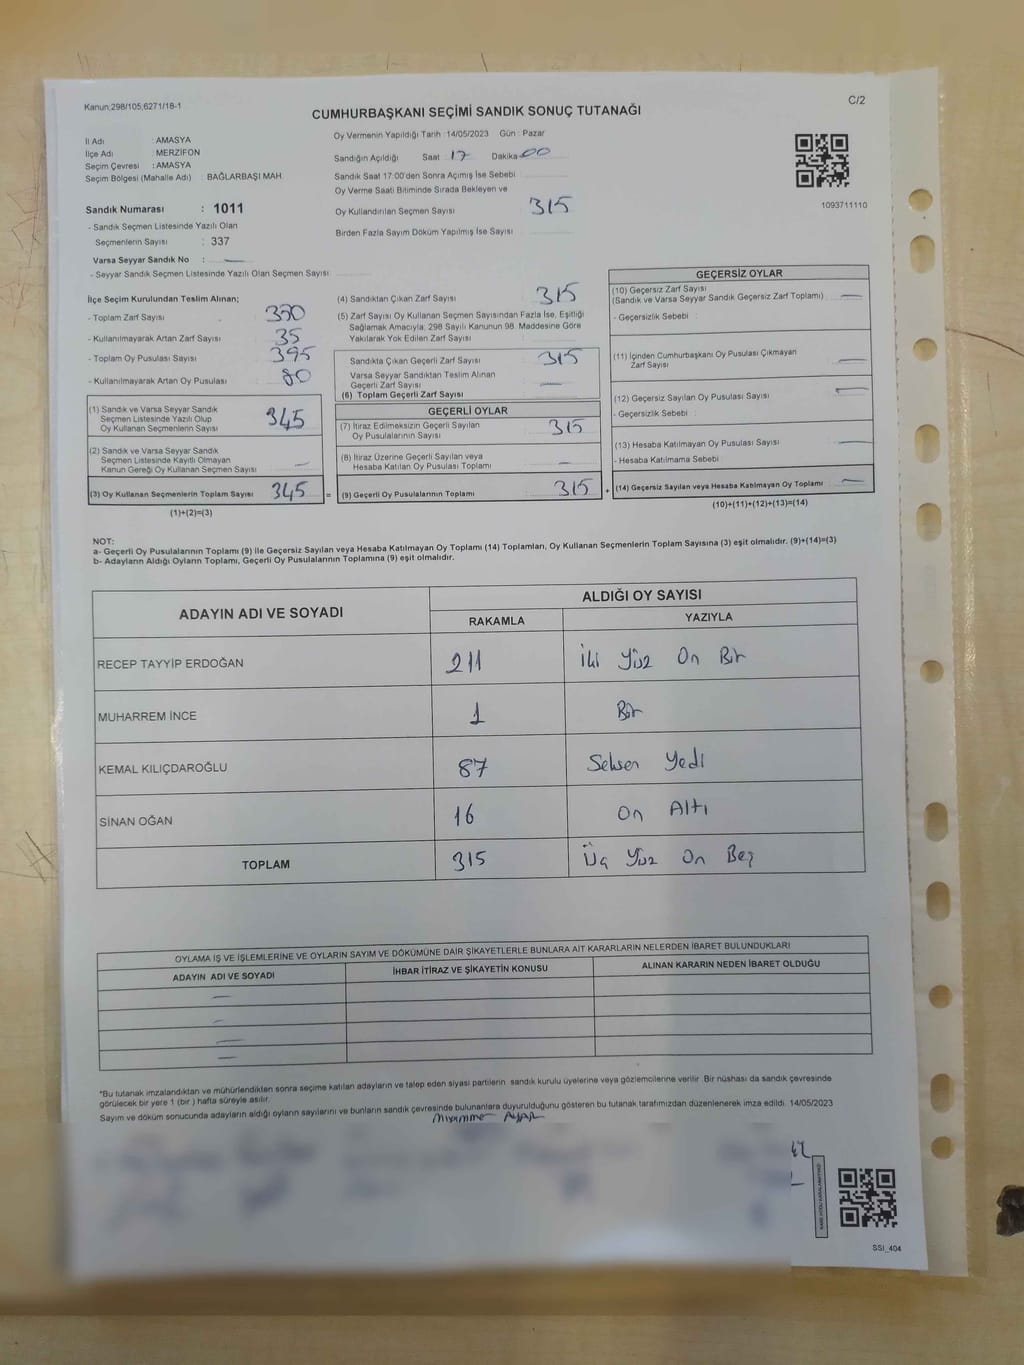 Kanun;298/105,6271/18-1
C/2
CUMHURBAŞKANI SEÇİMİ SANDIK SONUÇ TUTANAĞI
İl Adı : AMASYA
İlçe Adı : MERZİFON
Seçim Çevresi : AMASYA
Seçim Bölgesi (Mahalle Adı) : BAĞLARBAŞI MAH.
Sandık Numarası : 1011
- Sandık Seçmen Listesinde Yazılı Olan
Seçmenlerin Sayısı : 337
Varsa Seyyar Sandık No : —
- Seyyar Sandık Seçmen Listesinde Yazılı Olan Seçmen Sayısı
Oy Vermenin Yapıldığı Tarih :14/05/2023 Gün : Pazar
Sandığın Açıldığı Saat 17 Dakika 00
Sandık Saat 17:00'den Sonra Açımış İse Sebebi
Oy Verme Saati Bitiminde Sırada Bekleyen ve
Oy Kullandırılan Seçmen Sayısı 315
Birden Fazla Sayım Döküm Yapılmış İse Sayısı
1093711110
İlçe Seçim Kurulundan Teslim Alınan;
- Toplam Zarf Sayısı : 350
- Kullanılmayarak Artan Zarf Sayısı : 35
- Toplam Oy Pusulası Sayısı : 395
- Kullanılmayarak Artan Oy Pusulası : 80
(1) Sandık ve Varsa Seyyar Sandık
Seçmen Listesinde Yazılı Olup
Oy Kullanan Seçmenlerin Sayısı 345
(2) Sandık ve Varsa Seyyar Sandık
Seçmen Listesinde Kayıtlı Olmayan
Kanun Gereği Oy Kullanan Seçmen Sayısı —
(3) Oy Kullanan Seçmenlerin Toplam Sayısı 345 =
(1)+(2)=(3)
(4) Sandıktan Çıkan Zarf Sayısı : 315
(5) Zarf Sayısı Oy Kullanan Seçmen Sayısından Fazla İse, Eşitliği
Sağlamak Amacıyla, 298 Sayılı Kanunun 98. Maddesine Göre
Yakılarak Yok Edilen Zarf Sayısı :
Sandıkta Çıkan Geçerli Zarf Sayısı : 315
Varsa Seyyar Sandıktan Teslim Alınan
Geçerli Zarf Sayısı : —
(6) Toplam Geçerli Zarf Sayısı :
GEÇERLİ OYLAR
(7) İtiraz Edilmeksizin Geçerli Sayılan
Oy Pusulalarının Sayısı 315
(8) İtiraz Üzerine Geçerli Sayılan veya
Hesaba Katılan Oy Pusulası Toplamı —
(9) Geçerli Oy Pusulalarının Toplamı 315 +
GEÇERSİZ OYLAR
(10) Geçersiz Zarf Sayısı
(Sandık ve Varsa Seyyar Sandık Geçersiz Zarf Toplamı) —
- Geçersizlik Sebebi :
(11) İçinden Cumhurbaşkanı Oy Pusulası Çıkmayan
Zarf Sayısı —
(12) Geçersiz Sayılan Oy Pusulası Sayısı —
- Geçersizlik Sebebi :
(13) Hesaba Katılmayan Oy Pusulası Sayısı —
- Hesaba Katılmama Sebebi :
(14) Geçersiz Sayılan veya Hesaba Katılmayan Oy Toplamı —
(10)+(11)+(12)+(13)=(14)
NOT:
a- Geçerli Oy Pusulalarının Toplamı (9) ile Geçersiz Sayılan veya Hesaba Katılmayan Oy Toplamı (14) Toplamları, Oy Kullanan Seçmenlerin Toplam Sayısına (3) eşit olmalıdır. (9)+(14)=(3)
b- Adayların Aldığı Oyların Toplamı, Geçerli Oy Pusulalarının Toplamına (9) eşit olmalıdır.
ADAYIN ADI VE SOYADI
ALDIĞI OY SAYISI
RAKAMLA YAZIYLA
RECEP TAYYİP ERDOĞAN 211 İki Yüz On Bir
MUHARREM İNCE 1 Bir
KEMAL KILIÇDAROĞLU 87 Seksen Yedi
SİNAN OĞAN 16 On Altı
TOPLAM 315 Üç Yüz On Beş
OYLAMA İŞ VE İŞLEMLERİNE VE OYLARIN SAYIM VE DÖKÜMÜNE DAİR ŞİKAYETLERLE BUNLARA AİT KARARLARIN NELERDEN İBARET BULUNDUKLARI
ADAYIN ADI VE SOYADI İHBAR İTİRAZ VE ŞİKAYETİN KONUSU ALINAN KARARIN NEDEN İBARET OLDUĞU
—
—
—
—
*Bu tutanak imzalandıktan ve mühürlendikten sonra seçime katılan adayların ve talep eden siyasi partilerin sandık kurulu üyelerine veya gözlemcilerine verilir. Bir nüshası da sandık çevresinde
görülecek bir yere 1 (bir ) hafta süreyle asılır.
Sayım ve döküm sonucunda adayların aldığı oyların sayılarını ve bunların sandık çevresinde bulunanlara duyurulduğunu gösteren bu tutanak tarafımızdan düzenlenerek imza edildi. 14/05/2023
SSI_404